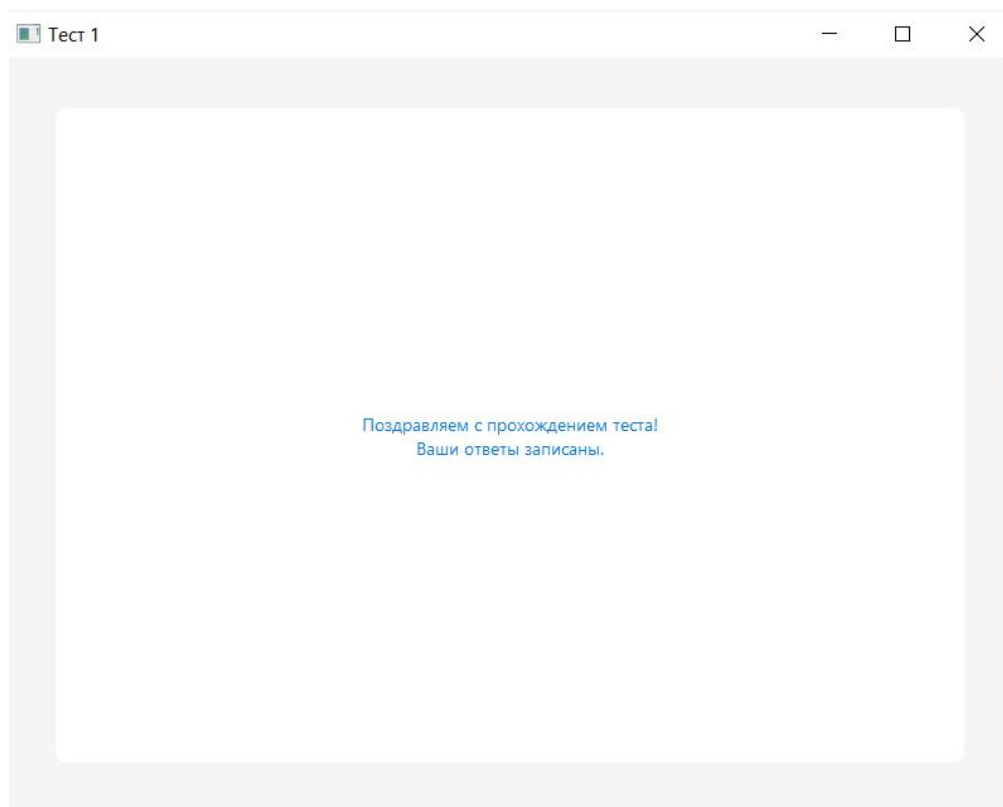 Тест 1
Поздравляем с прохождением теста!
Ваши ответы записаны.